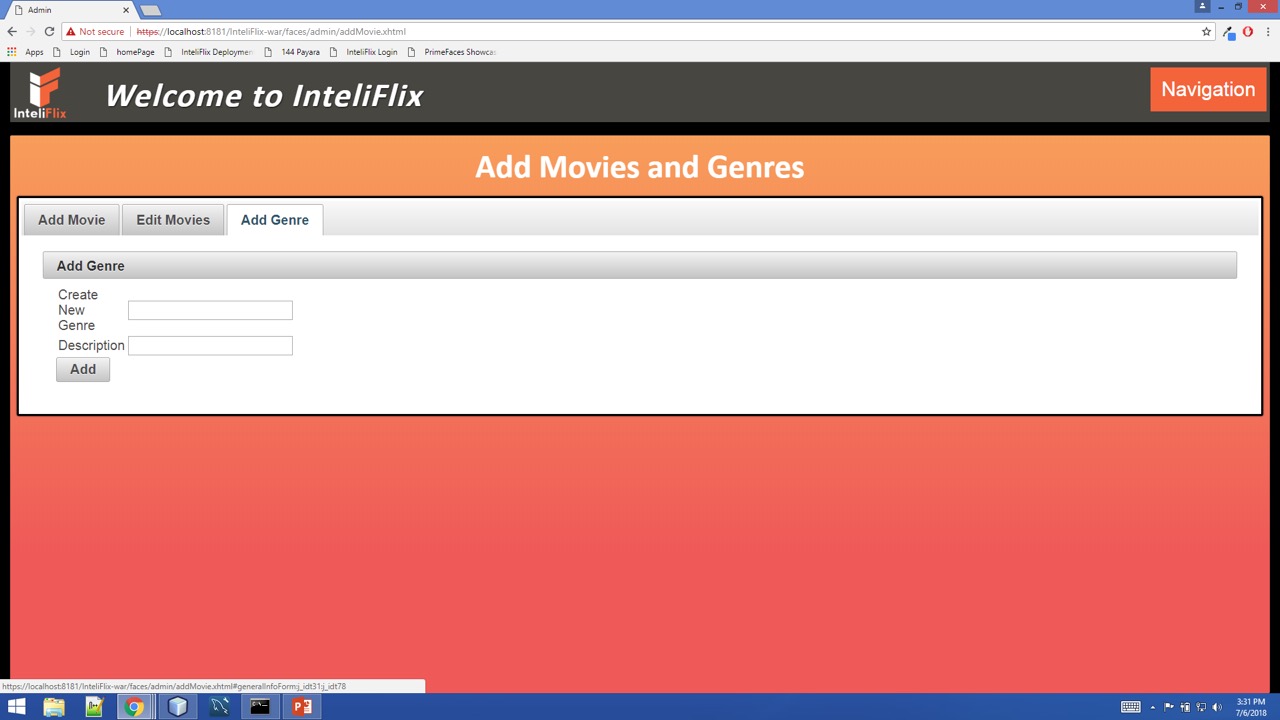 Admin
Not secure https://localhost:8181/InteliFlix-war/faces/admin/addMovie.xhtml
Apps Login homePage InteliFlix Deploymen 144 Payara InteliFlix Login PrimeFaces Showcas
InteliFlix
Welcome to InteliFlix
Navigation
Add Movies and Genres
Add Movie Edit Movies Add Genre
Add Genre
Create
New
Genre
Description
Add
https://localhost:8181/InteliFlix-war/faces/admin/addMovie.xhtml#generalInfoForm:j_idt31:j_idt78
3:31 PM
7/6/2018